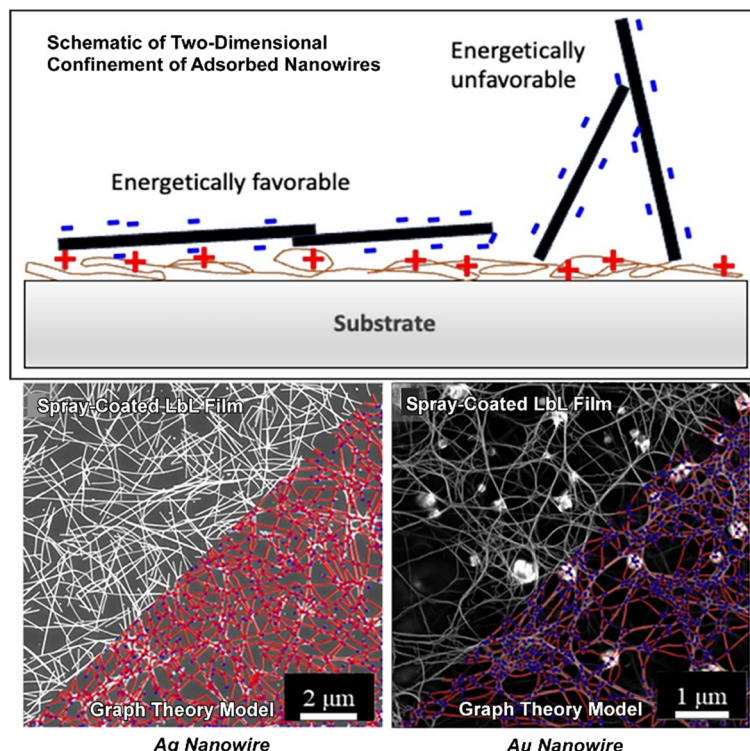 Schematic of Two-Dimensional
Confinement of Adsorbed Nanowires
Energetically
unfavorable
Energetically favorable
Substrate
Spray-Coated LbL Film
Graph Theory Model
2 μm
Ag Nanowire
Spray-Coated LbL Film
Graph Theory Model
1 μm
Au Nanowire